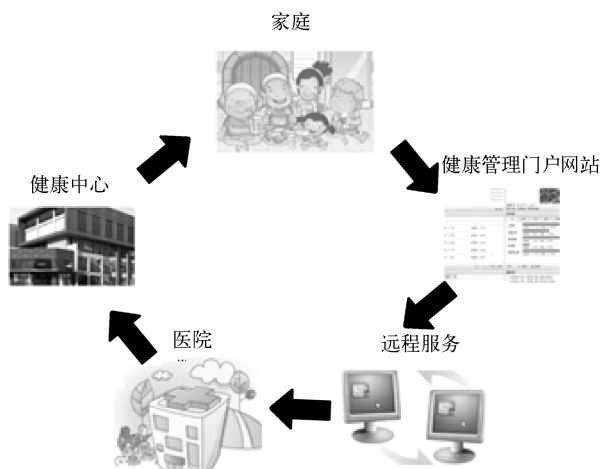 家庭
健康管理门户网站
健康中心
医院
远程服务